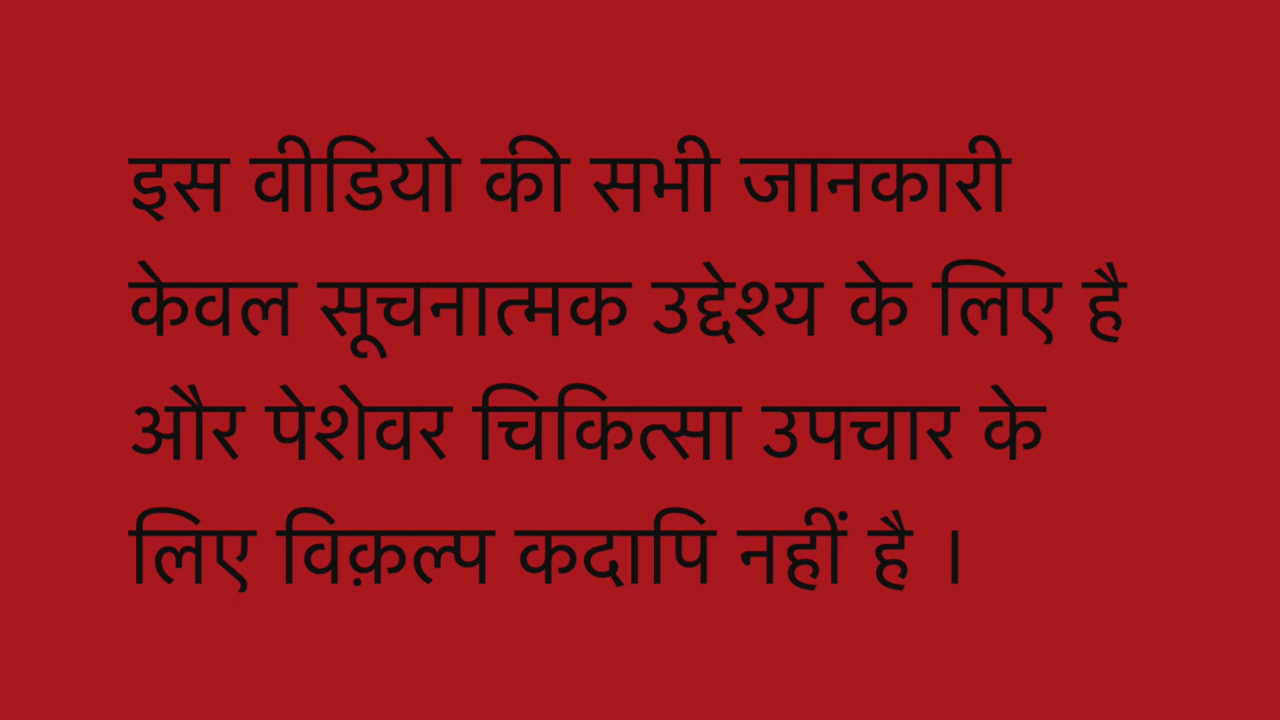 इस वीडियो की सभी जानकारी
केवल सूचनात्मक उद्देश्य के लिए है
और पेशेवर चिकित्सा उपचार के
लिए विक़ल्प कदापि नहीं है ।